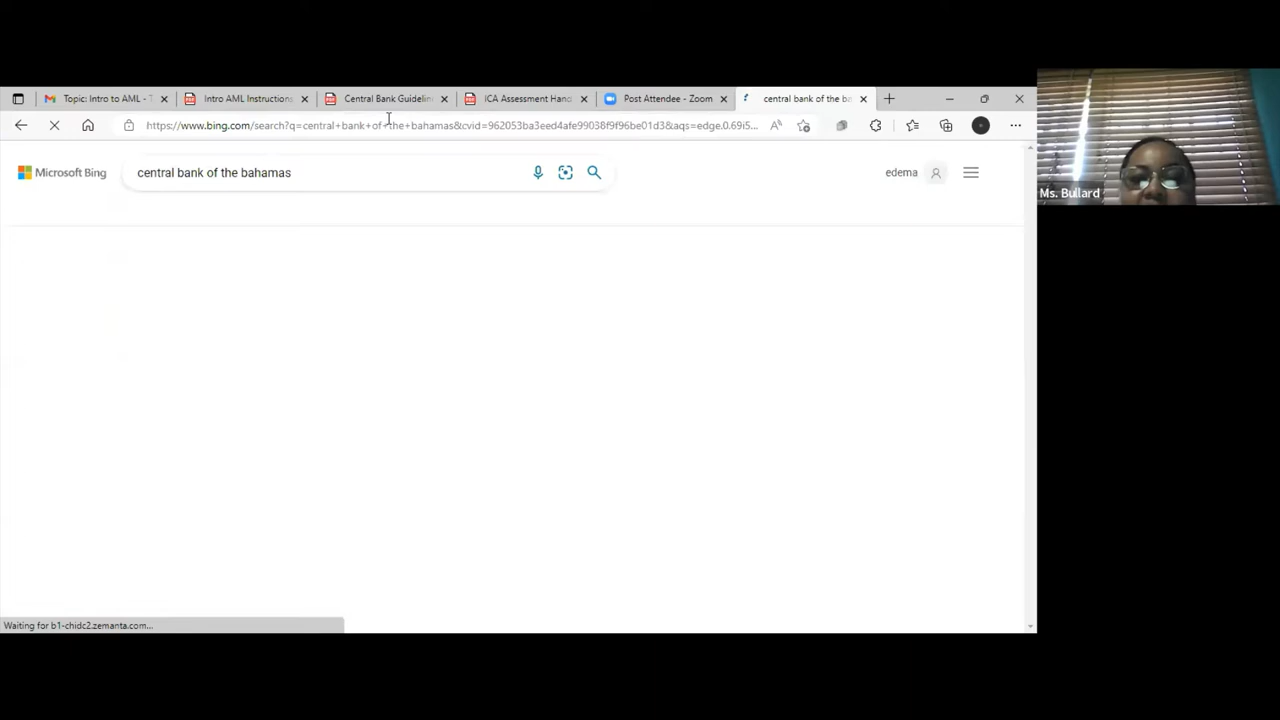 Topic: Intro to AML - T
Intro AML Instructions
Central Bank Guidelin
ICA Assessment Hand
Post Attendee - Zoom
central bank of the ba
https://www.bing.com/search?q=central+bank+of+the+bahamas&cvid=962053ba3eed4afe99038f9f96be01d3&aqs=edge.0.69i5...
Microsoft Bing
central bank of the bahamas
edema
Ms. Bullard
Waiting for b1-chidc2.zemanta.com...